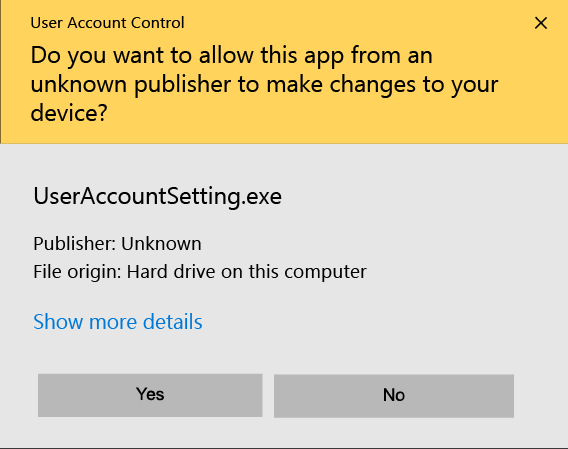 User Account Control
Do you want to allow this app from an
unknown publisher to make changes to your
device?
UserAccountSetting.exe
Publisher: Unknown
File origin: Hard drive on this computer
Show more details
Yes
No